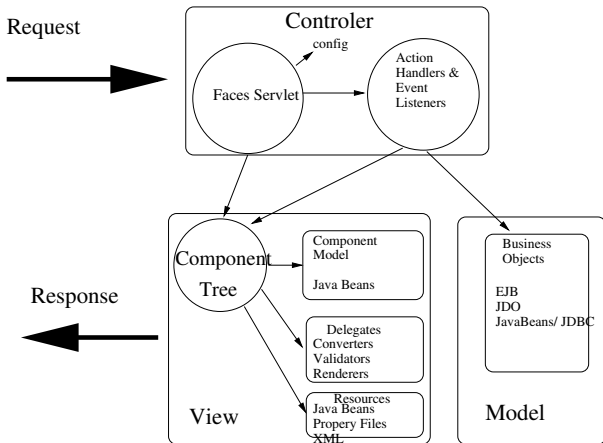 Controler
Request
config
Faces Servlet
Action
Handlers &
Event
Listeners
Component
Tree
Component
Model
Java Beans
Response
Delegates
Converters
Validators
Renderers
Resources
Java Beans
Propery Files
XML
View
Business
Objects
EJB
JDO
JavaBeans/ JDBC
Model